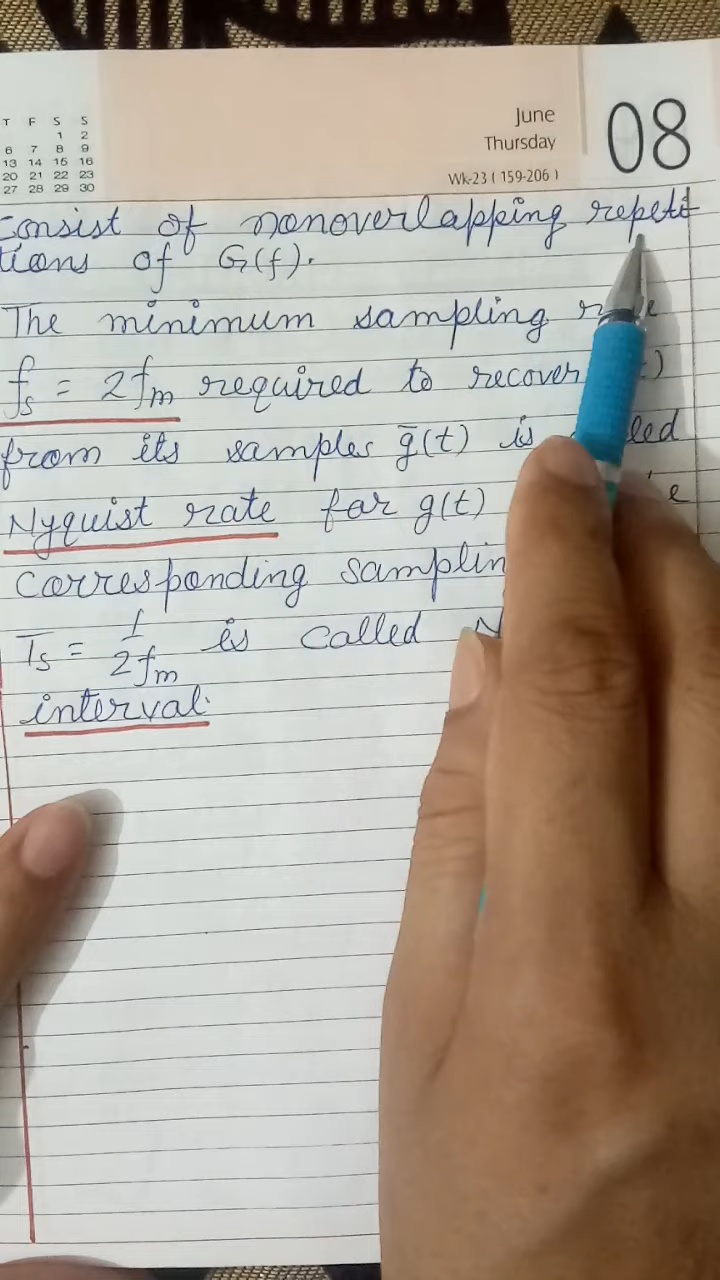 June
Thursday
08
Wk-23 ( 159-206 )
T F S S
1 2
6 7 8 9
13 14 15 16
20 21 22 23
27 28 29 30
consist of nonoverlapping repeti
tions of G(f).
The minimum sampling
fs = 2fm required to recover
from its samples g̅(t) is
Nyquist rate for g(t)
corresponding
Ts = 1/2fm is called
interval.